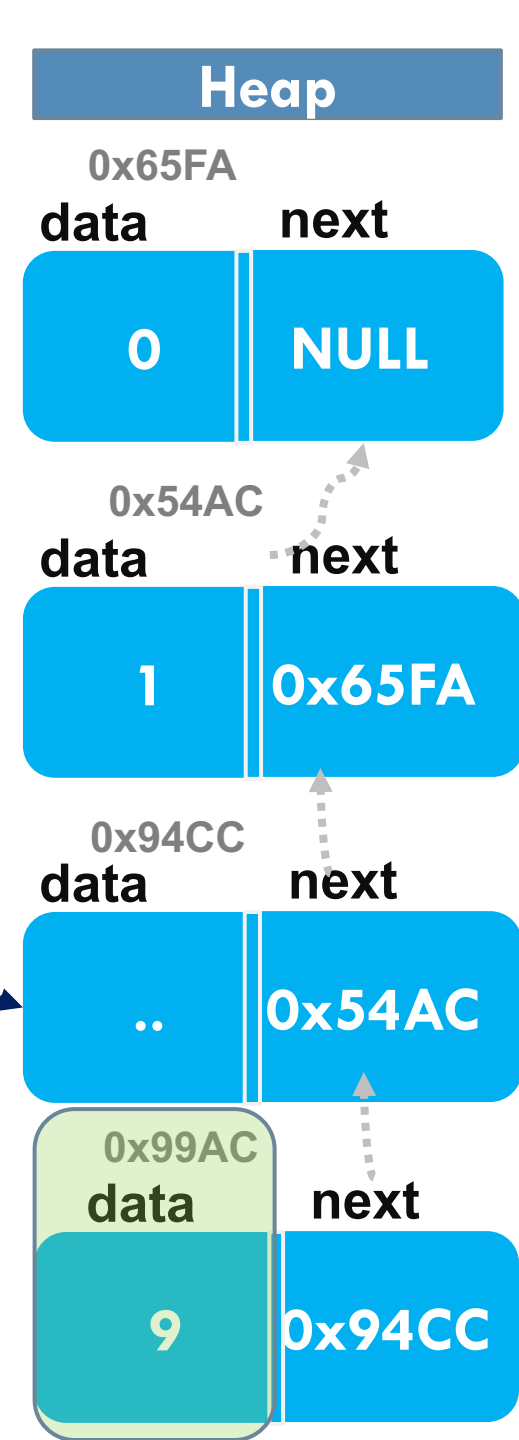 Heap
0x65FA
data next
0 NULL
0x54AC
data next
1 0x65FA
0x94CC
data next
.. 0x54AC
0x99AC
data next
9 0x94CC